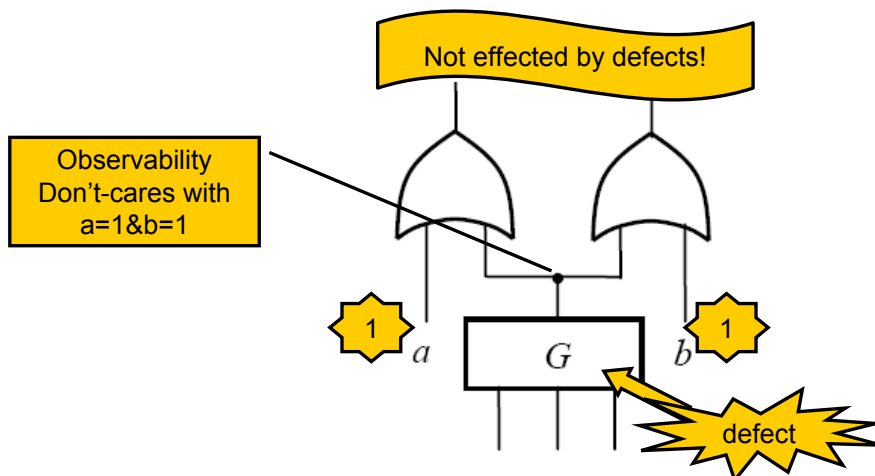 Not effected by defects!
Observability
Don’t-cares with
a=1&b=1
1
a
G
b
1
defect